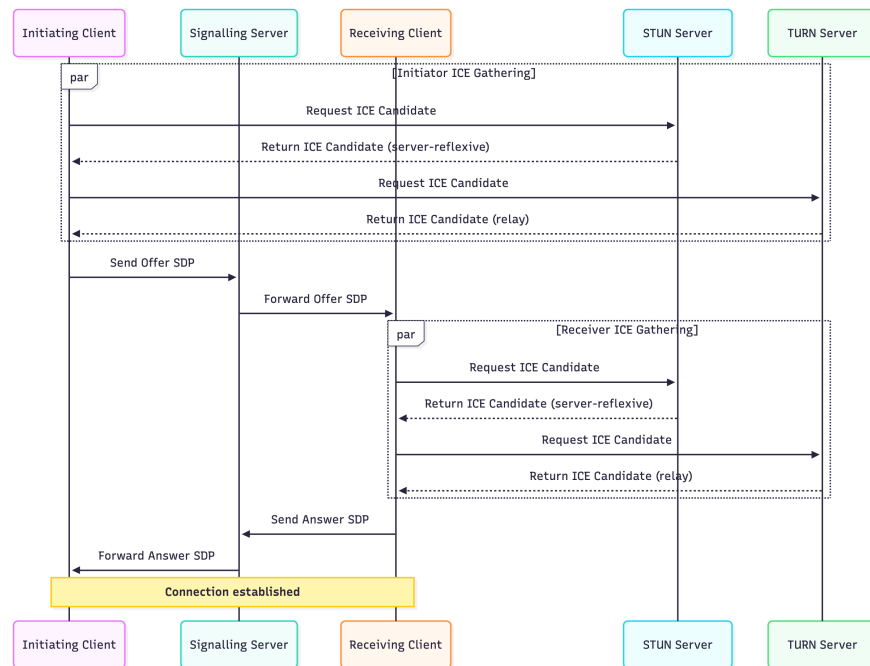 Initiating Client
Signalling Server
Receiving Client
STUN Server
TURN Server
par
[Initiator ICE Gathering]
Request ICE Candidate
Return ICE Candidate (server-reflexive)
Request ICE Candidate
Return ICE Candidate (relay)
Send Offer SDP
Forward Offer SDP
par
[Receiver ICE Gathering]
Request ICE Candidate
Return ICE Candidate (server-reflexive)
Request ICE Candidate
Return ICE Candidate (relay)
Send Answer SDP
Forward Answer SDP
Connection established
Initiating Client
Signalling Server
Receiving Client
STUN Server
TURN Server